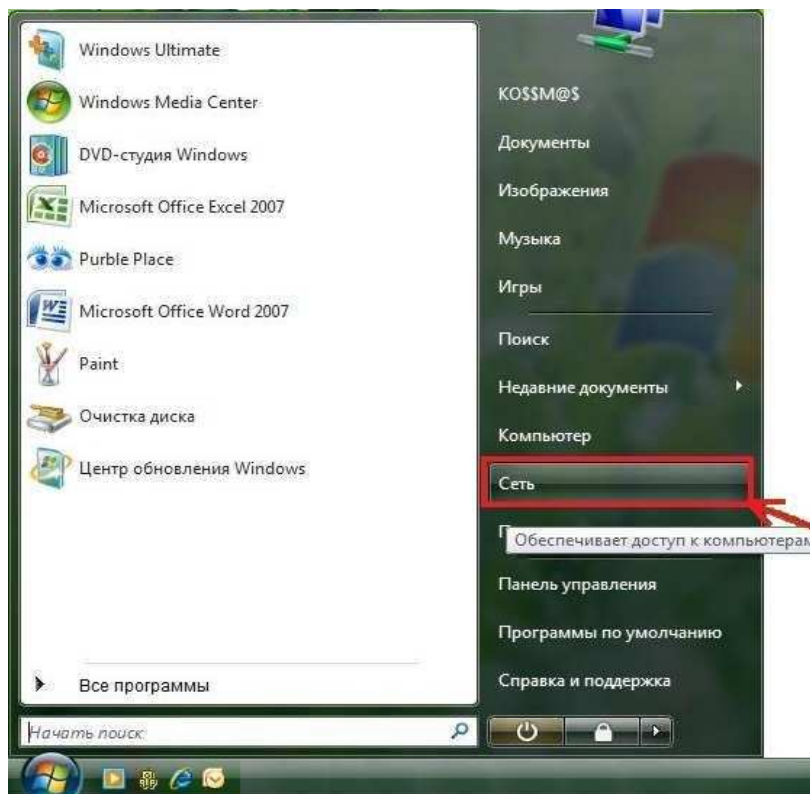 Windows Ultimate
Windows Media Center
DVD-студия Windows
Microsoft Office Excel 2007
Purble Place
Microsoft Office Word 2007
Paint
Очистка диска
Центр обновления Windows
Все программы
Начать поиск
KO$$M@$
Документы
Изображения
Музыка
Игры
Поиск
Недавние документы
Компьютер
Сеть
Обеспечивает доступ к компьютерам
Панель управления
Программы по умолчанию
Справка и поддержка